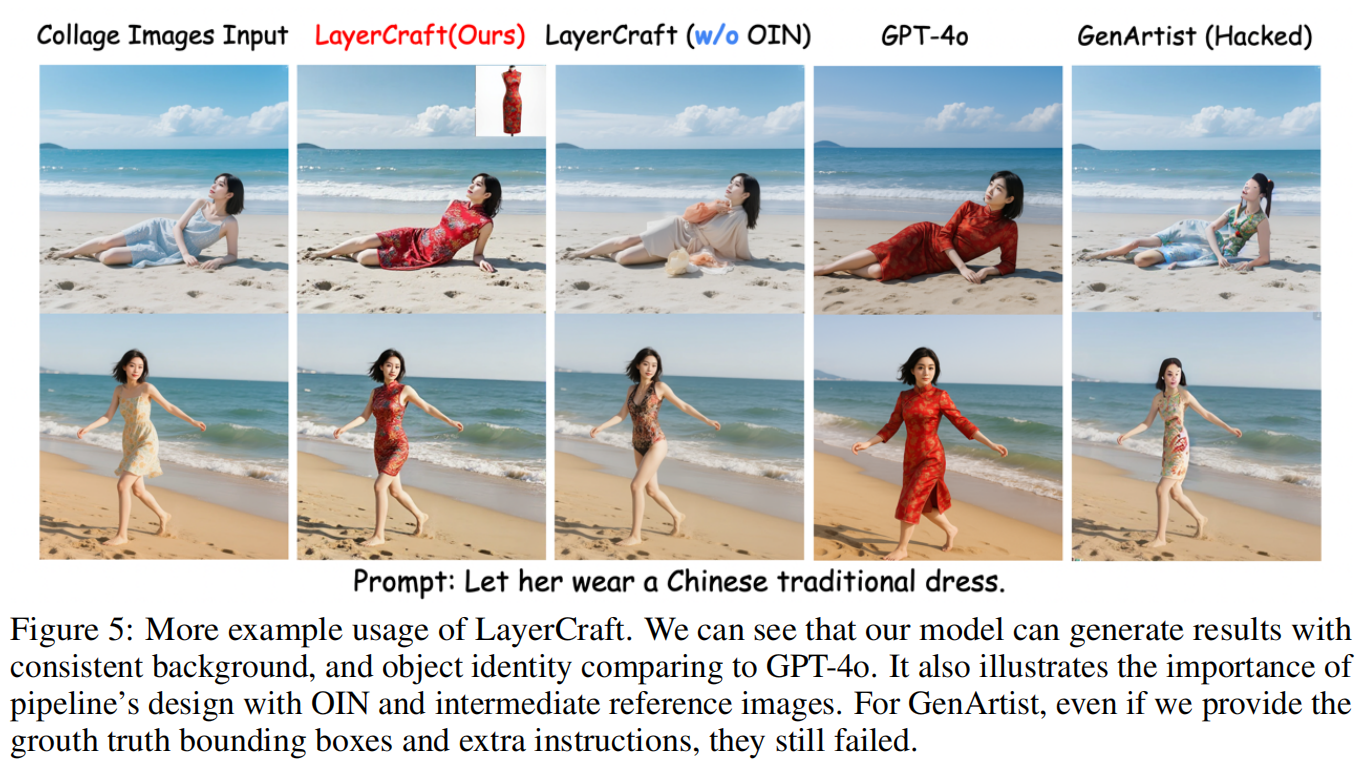 Collage Images Input LayerCraft(Ours) LayerCraft (w/o OIN) GPT-4o GenArtist (Hacked)
Prompt: Let her wear a Chinese traditional dress.
Figure 5: More example usage of LayerCraft. We can see that our model can generate results with
consistent background, and object identity comparing to GPT-4o. It also illustrates the importance of
pipeline's design with OIN and intermediate reference images. For GenArtist, even if we provide the
grouth truth bounding boxes and extra instructions, they still failed.